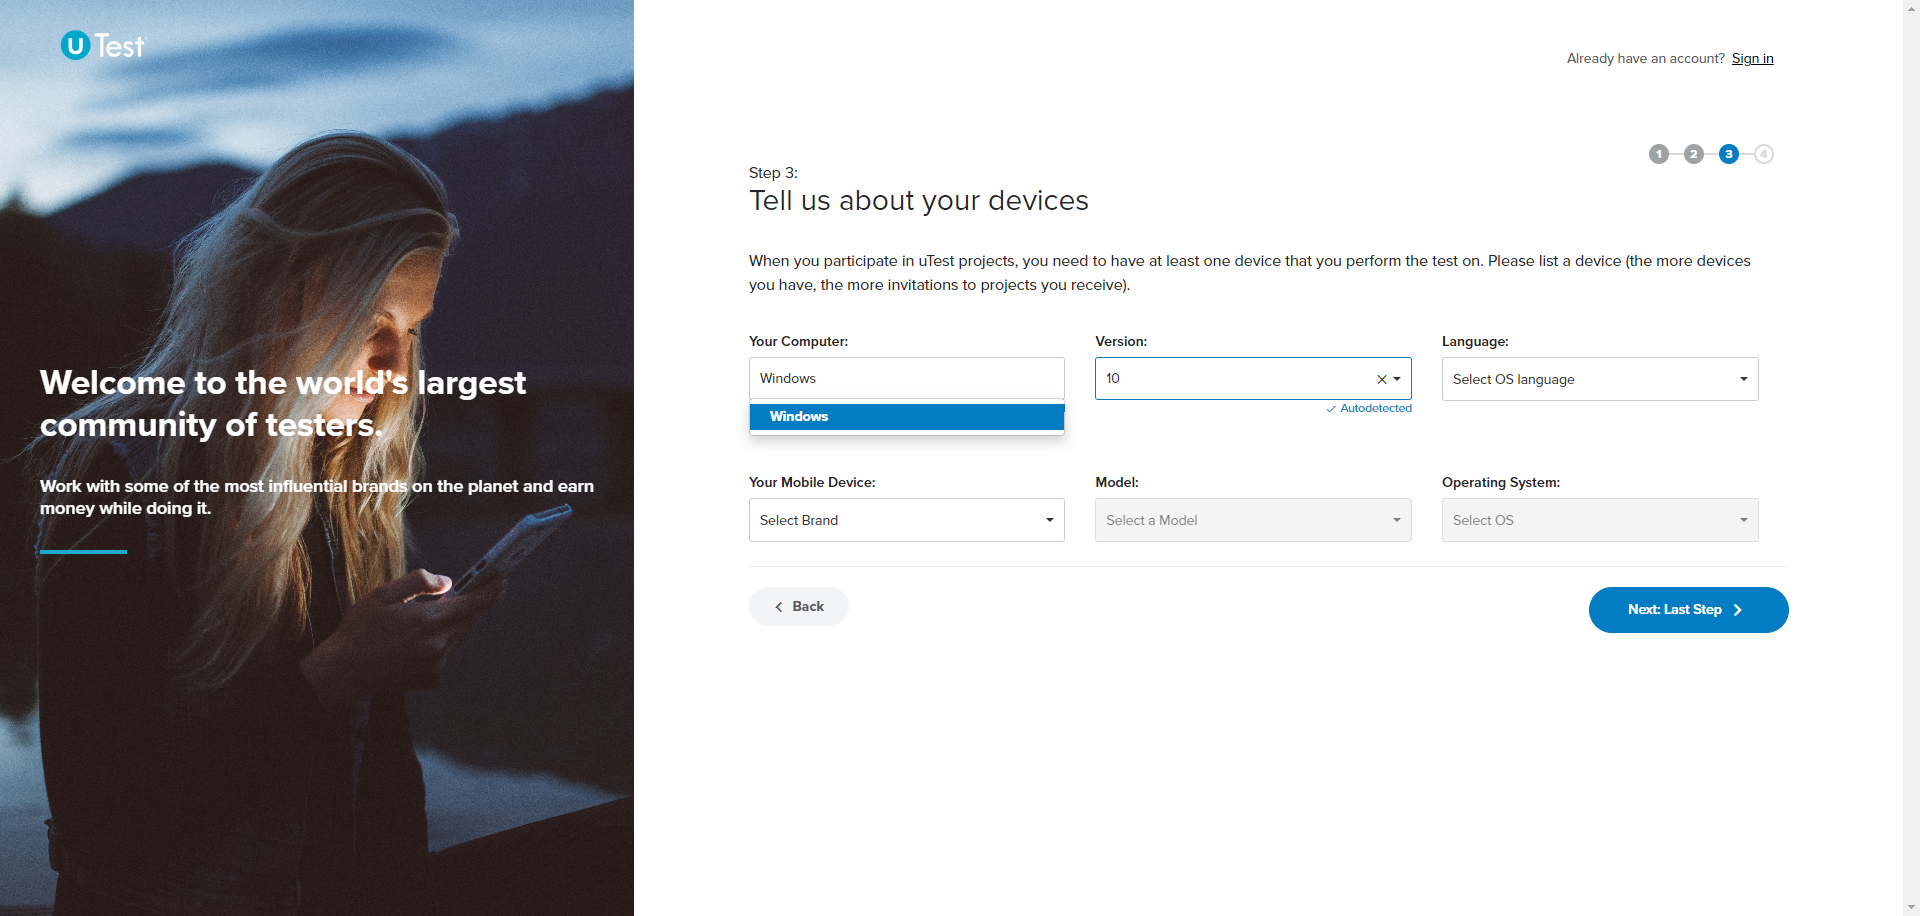 U Test
Already have an account? Sign in
1 2 3 4
Step 3:
Tell us about your devices
When you participate in uTest projects, you need to have at least one device that you perform the test on. Please list a device (the more devices
you have, the more invitations to projects you receive).
Your Computer: Version: Language:
Windows 10 Select OS language
Autodetected
Windows
Your Mobile Device: Model: Operating System:
Select Brand Select a Model Select OS
Back Next: Last Step
Welcome to the world's largest
community of testers.
Work with some of the most influential brands on the planet and earn
money while doing it.